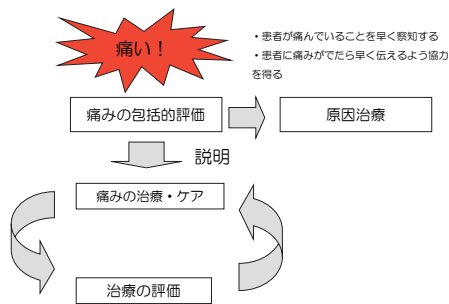 痛い！
・患者が痛んでいることを早く察知する
・患者に痛みがでたら早く伝えるよう協力
を得る
痛みの包括的評価
原因治療
説明
痛みの治療・ケア
治療の評価